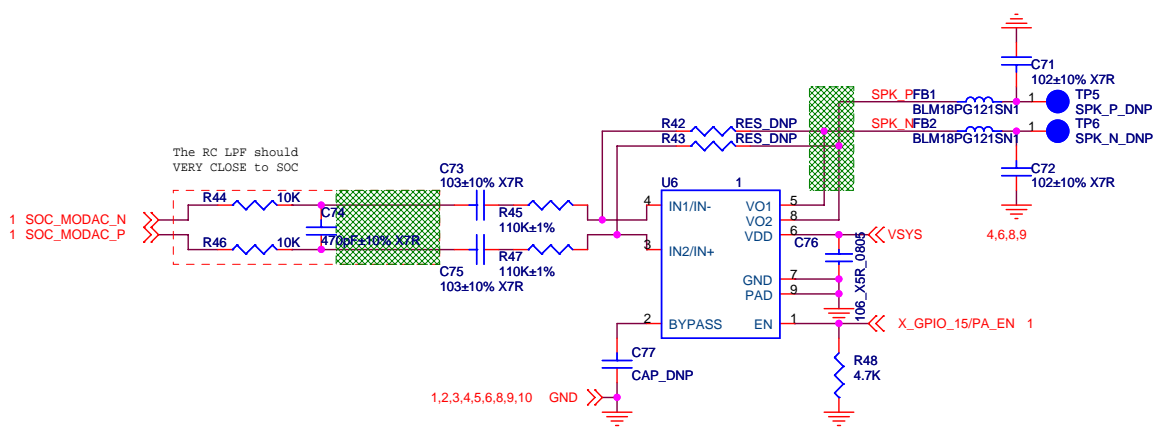 C71
102±10% X7R
SPK_P
FB1
1
TP5
BLM18PG121SN1
SPK_P_DNP
R42
RES_DNP
SPK_N
FB2
1
TP6
R43
RES_DNP
BLM18PG121SN1
SPK_N_DNP
The RC LPF should
VERY CLOSE to SOC
C73
103±10% X7R
C72
102±10% X7R
U6
1
R44
10K
C74
R45
4
IN1/IN-
VO1
5
1
SOC_MODAC_N
110K±1%
VO2
8
1
SOC_MODAC_P
470pF±10% X7R
VDD
6
VSYS
4,6,8,9
R46
10K
3
IN2/IN+
C76
R47
C75
110K±1%
103±10% X7R
GND
7
PAD
9
106_X5R_0805
2
BYPASS
EN
1
X_GPIO_15/PA_EN
1
C77
CAP_DNP
R48
4.7K
1,2,3,4,5,6,8,9,10
GND